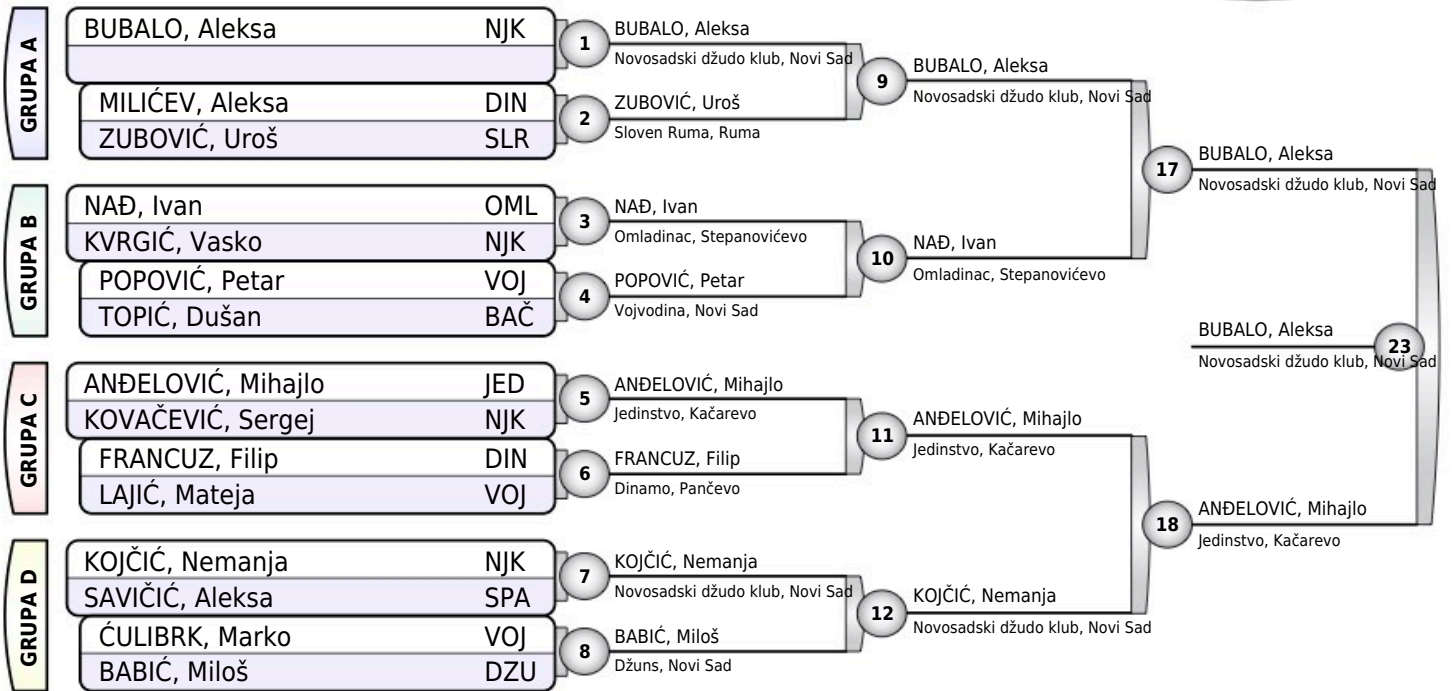 GRUPA A
BUBALO, Aleksa NJK
MILIĆEV, Aleksa DIN
ZUBOVIĆ, Uroš SLR
GRUPA B
NAĐ, Ivan OML
KVRGIĆ, Vasko NJK
POPOVIĆ, Petar VOJ
TOPIĆ, Dušan BAČ
GRUPA C
ANĐELOVIĆ, Mihajlo JED
KOVAČEVIĆ, Sergej NJK
FRANCUZ, Filip DIN
LAJIĆ, Mateja VOJ
GRUPA D
KOJČIĆ, Nemanja NJK
SAVIČIĆ, Aleksa SPA
ĆULIBRK, Marko VOJ
BABIĆ, Miloš DZU
1
BUBALO, Aleksa
Novosadski džudo klub, Novi Sad
2
ZUBOVIĆ, Uroš
Sloven Ruma, Ruma
3
NAĐ, Ivan
Omladinac, Stepanovićevo
4
POPOVIĆ, Petar
Vojvodina, Novi Sad
5
ANĐELOVIĆ, Mihajlo
Jedinstvo, Kačarevo
6
FRANCUZ, Filip
Dinamo, Pančevo
7
KOJČIĆ, Nemanja
Novosadski džudo klub, Novi Sad
8
BABIĆ, Miloš
Džuns, Novi Sad
9
BUBALO, Aleksa
Novosadski džudo klub, Novi Sad
10
NAĐ, Ivan
Omladinac, Stepanovićevo
11
ANĐELOVIĆ, Mihajlo
Jedinstvo, Kačarevo
12
KOJČIĆ, Nemanja
Novosadski džudo klub, Novi Sad
17
BUBALO, Aleksa
Novosadski džudo klub, Novi Sad
18
ANĐELOVIĆ, Mihajlo
Jedinstvo, Kačarevo
BUBALO, Aleksa
23
Novosadski džudo klub, Novi Sad